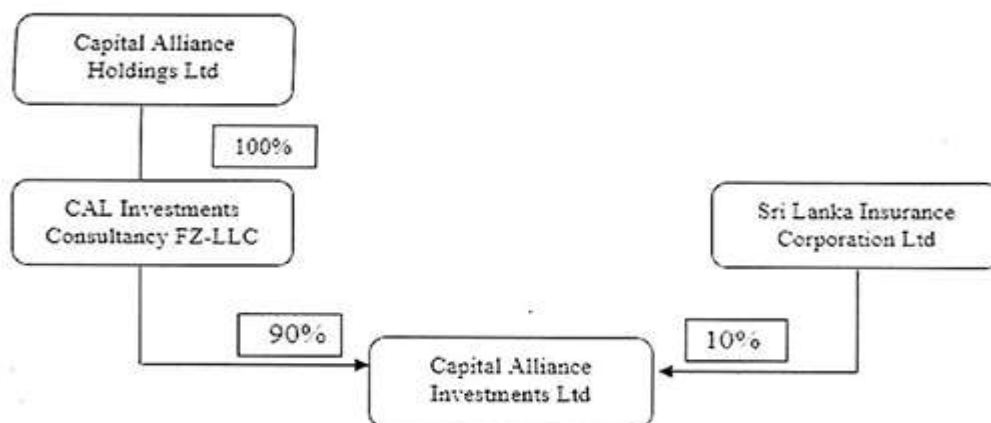 Capital Alliance
Holdings Ltd
100%
CAL Investments
Consultancy FZ-LLC
Sri Lanka Insurance
Corporation Ltd
90%
10%
Capital Alliance
Investments Ltd